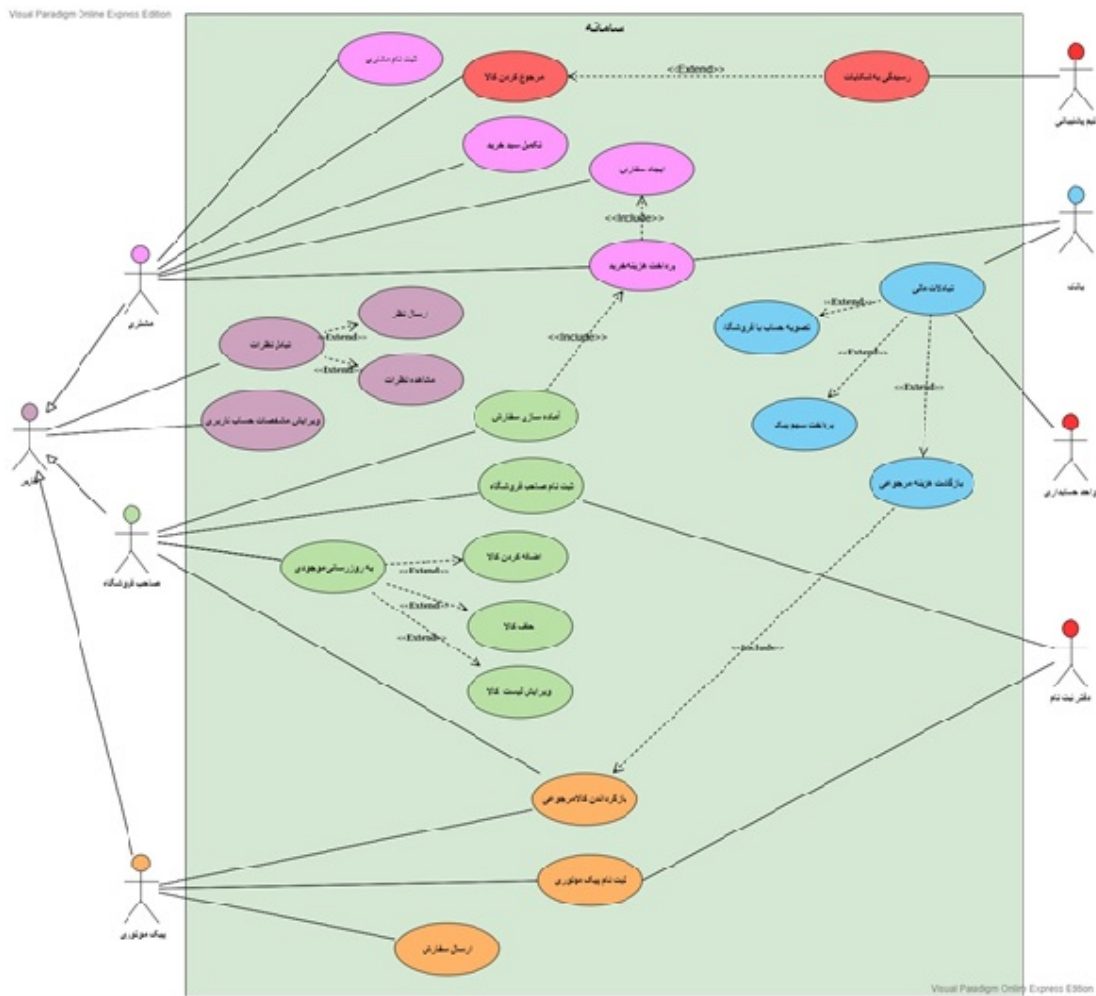 Visual Paradigm Online Express Edition
سامانه
ثبت نام مشتری
مرجوع کردن کالا
<<Extend>>
رسیدگی به شکایات
تیم پشتیبانی
تکمیل سبد خرید
ایجاد سفارش
<<Include>>
پرداخت هزینه خرید
بانک
مشتری
تبادلات مالی
<<Extend>>
تصویه حساب با فروشگاه
ارسال نظر
تبادل نظرات
<<Extend>>
<<Extend>>
مشاهده نظرات
<<Include>>
<<Extend>>
<<Extend>>
ویرایش مشخصات حساب کاربری
آماده سازی سفارش
پرداخت سهم پیک
کاربر
ثبت نام صاحب فروشگاه
بازگشت هزینه مرجوعی
واحد حسابداری
صاحب فروشگاه
به روزرسانی موجودی
اضافه کردن کالا
<<Extend>>
<<Extend>>
حذف کالا
<<Extend>>
ویرایش لیست کالا
<<Include>>
دفتر ثبت نام
بازگرداندن کالا مرجوعی
ثبت نام پیک موتوری
پیک موتوری
ارسال سفارش
Visual Paradigm Online Express Edition